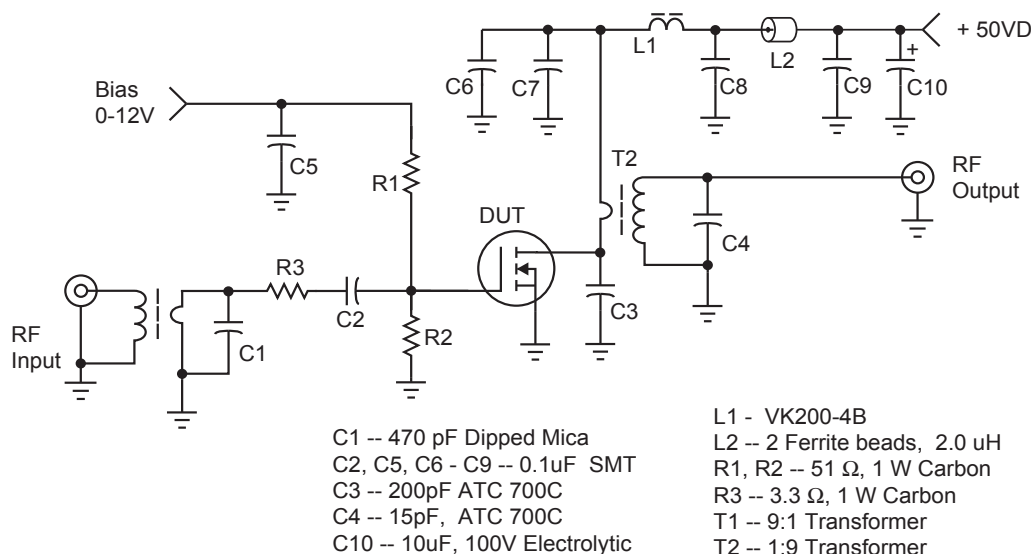 L1
+ 50VD
L2
+
C6
C7
C8
C9
C10
Bias
0-12V
C5
R1
T2
RF
Output
DUT
C4
R3
C2
C3
RF
Input
C1
R2
C1 -- 470 pF Dipped Mica
C2, C5, C6 - C9 -- 0.1uF SMT
C3 -- 200pF ATC 700C
C4 -- 15pF, ATC 700C
C10 -- 10uF, 100V Electrolytic
L1 - VK200-4B
L2 -- 2 Ferrite beads, 2.0 uH
R1, R2 -- 51 Ω, 1 W Carbon
R3 -- 3.3 Ω, 1 W Carbon
T1 -- 9:1 Transformer
T2 -- 1:9 Transformer